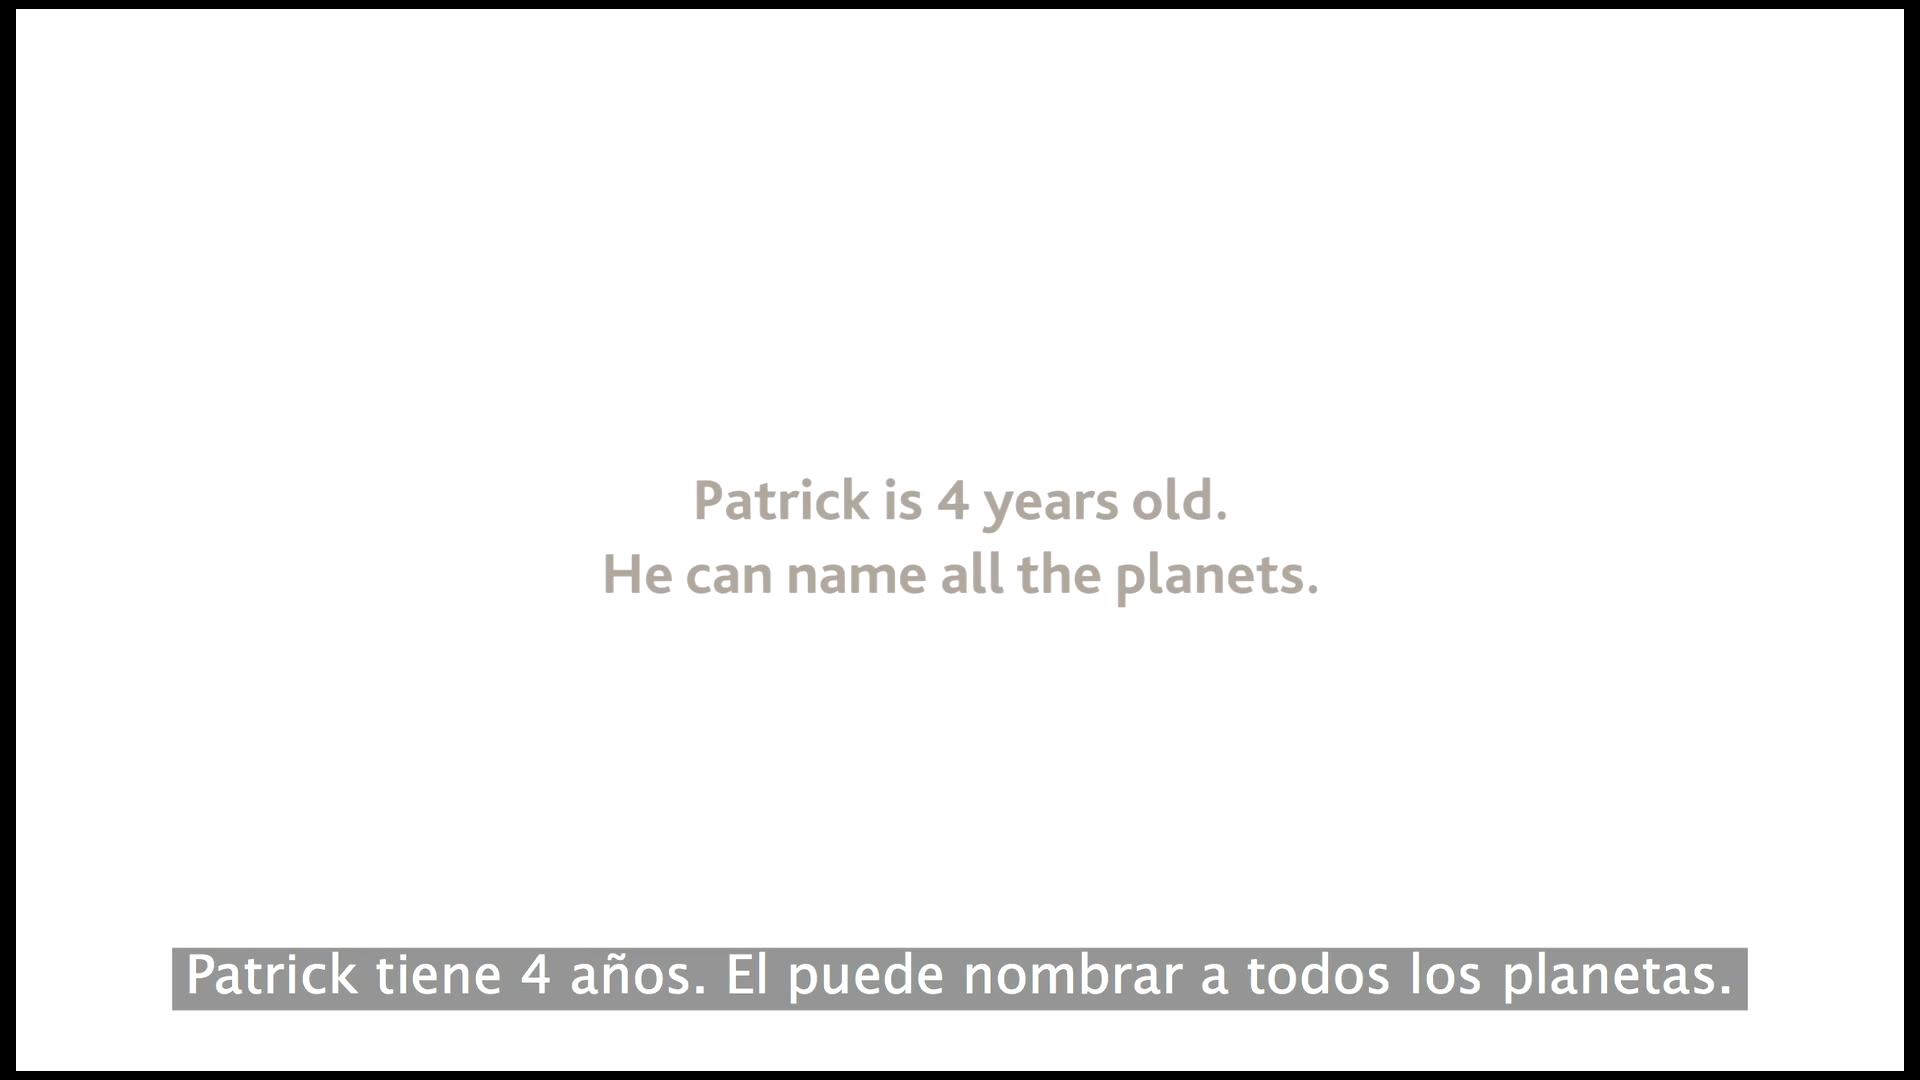 Patrick is 4 years old.
He can name all the planets.
Patrick tiene 4 años. El puede nombrar a todos los planetas.